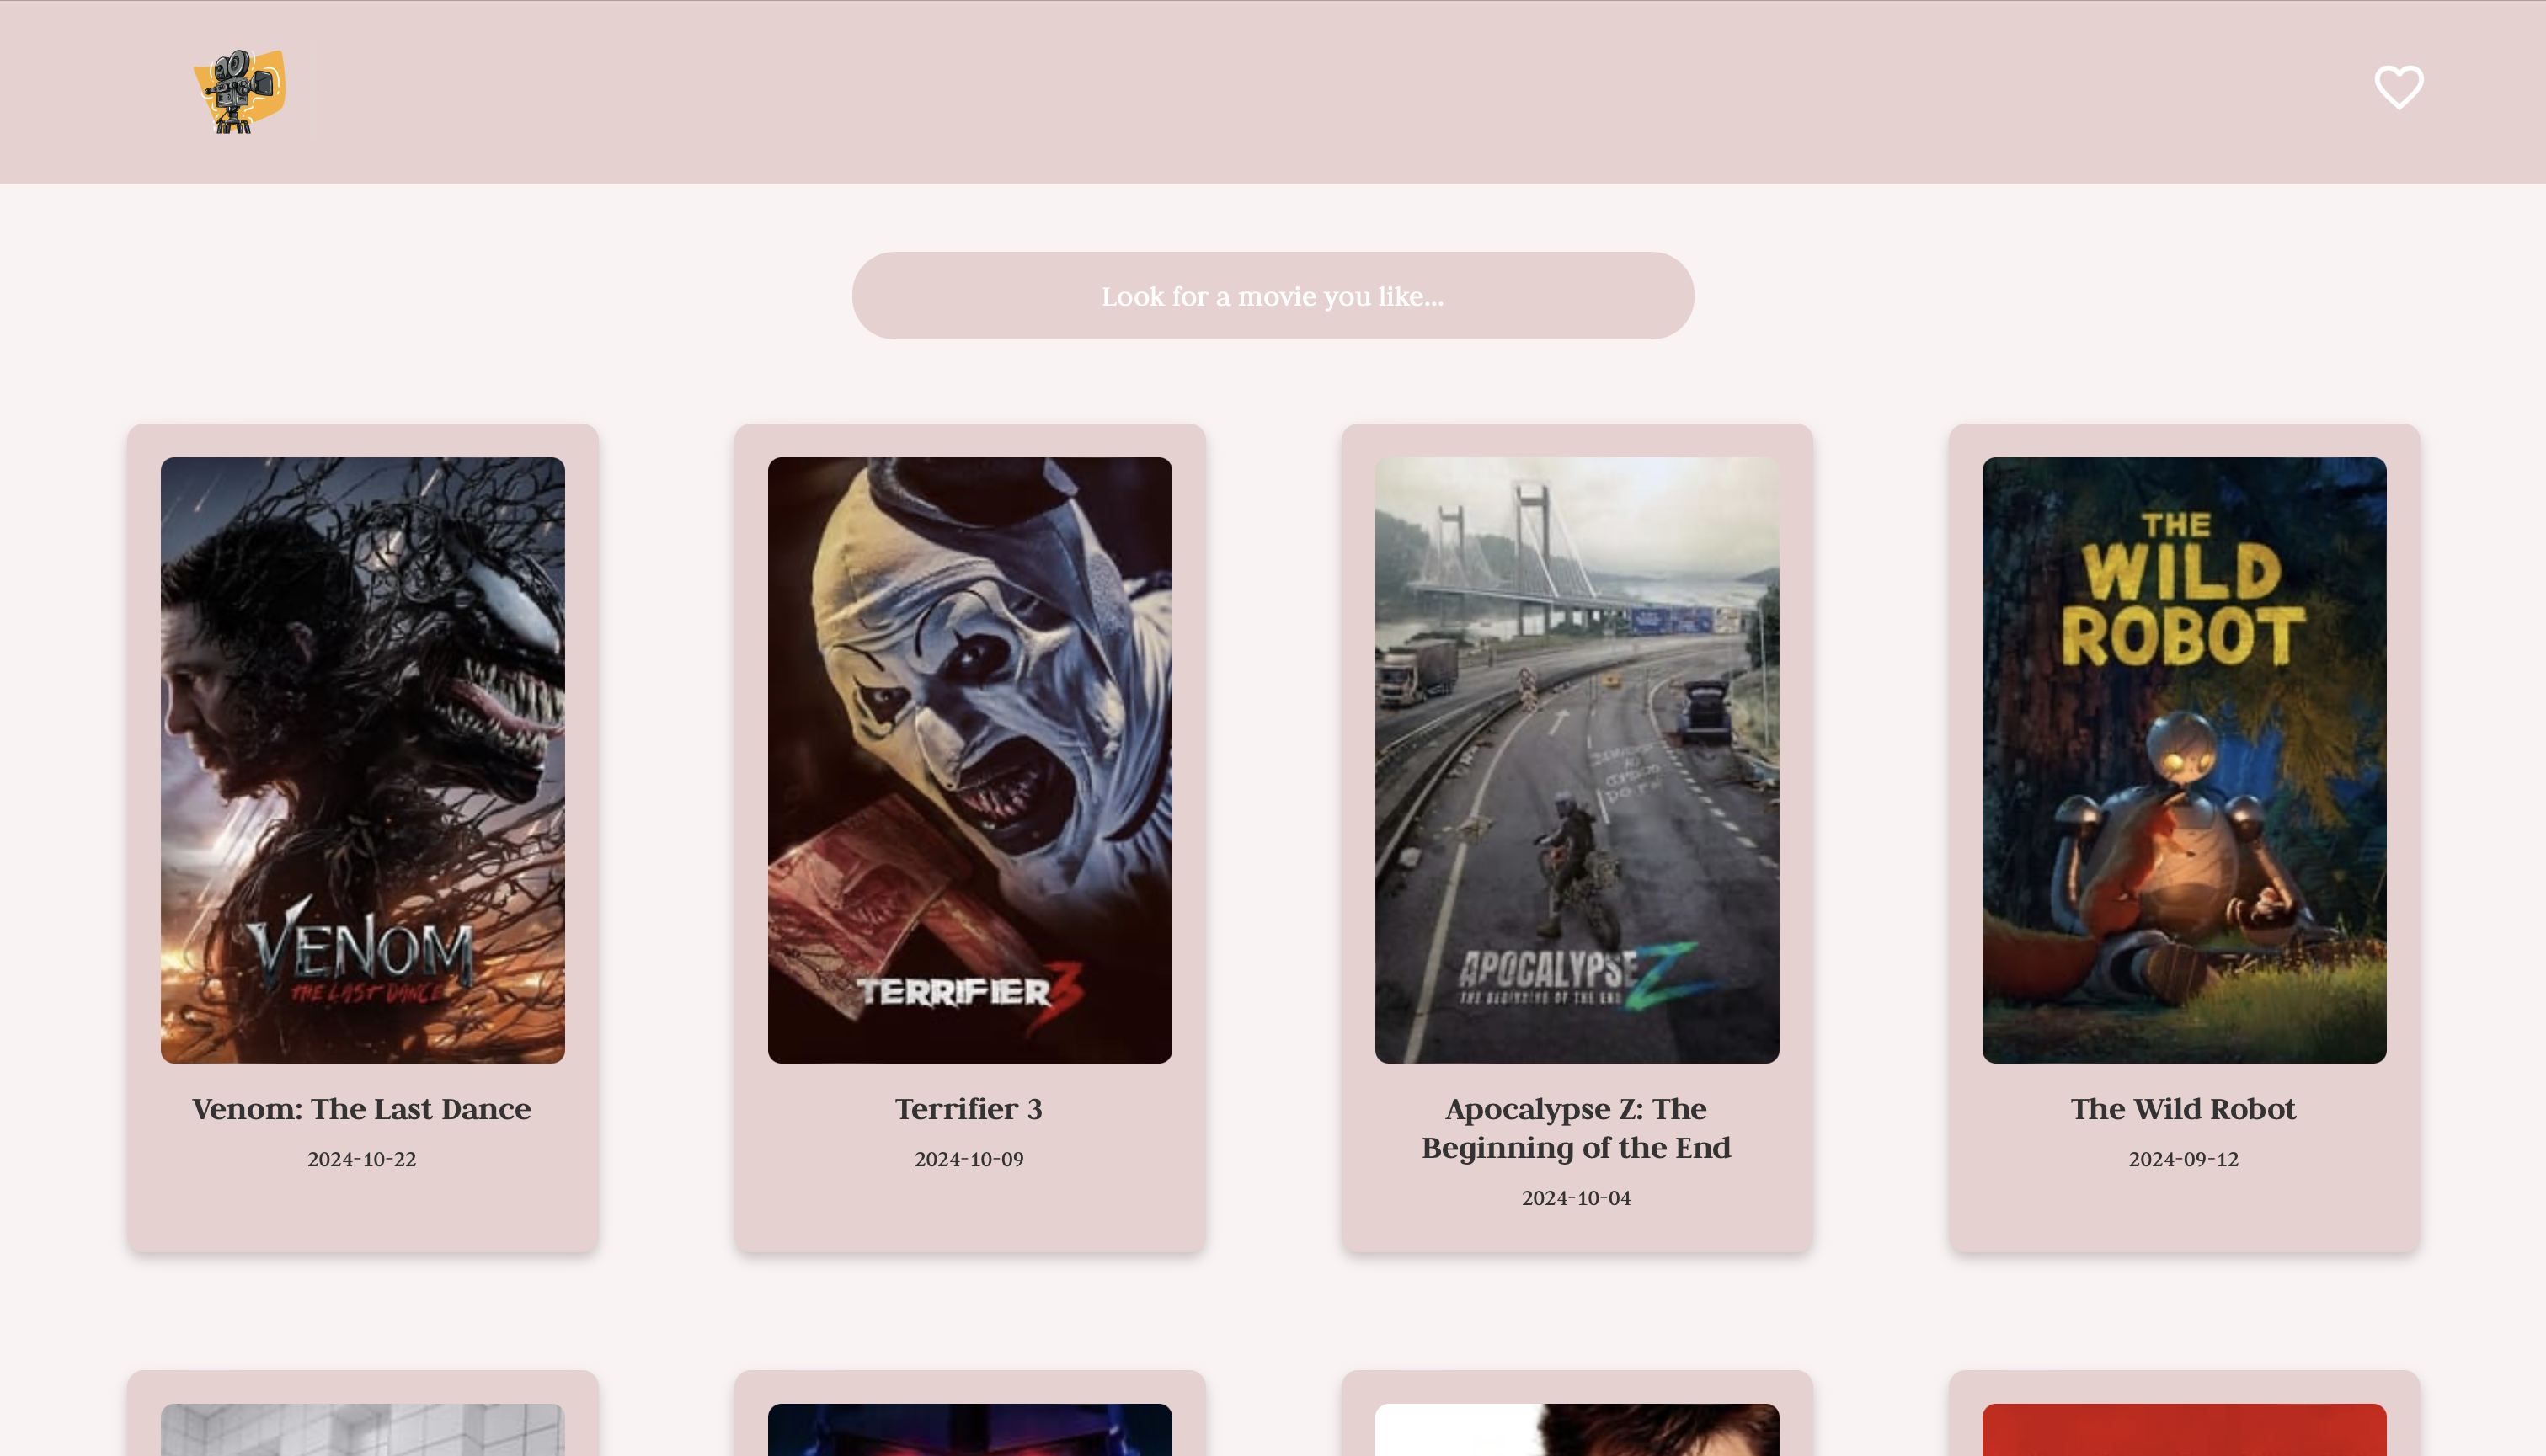 Look for a movie you like...
VENOM
THE LAST DANCE
TERRIFIER 3
APOCALYPSE Z
THE BEGINNING OF THE END
THE
WILD
ROBOT
Venom: The Last Dance
2024-10-22
Terrifier 3
2024-10-09
Apocalypse Z: The
Beginning of the End
2024-10-04
The Wild Robot
2024-09-12